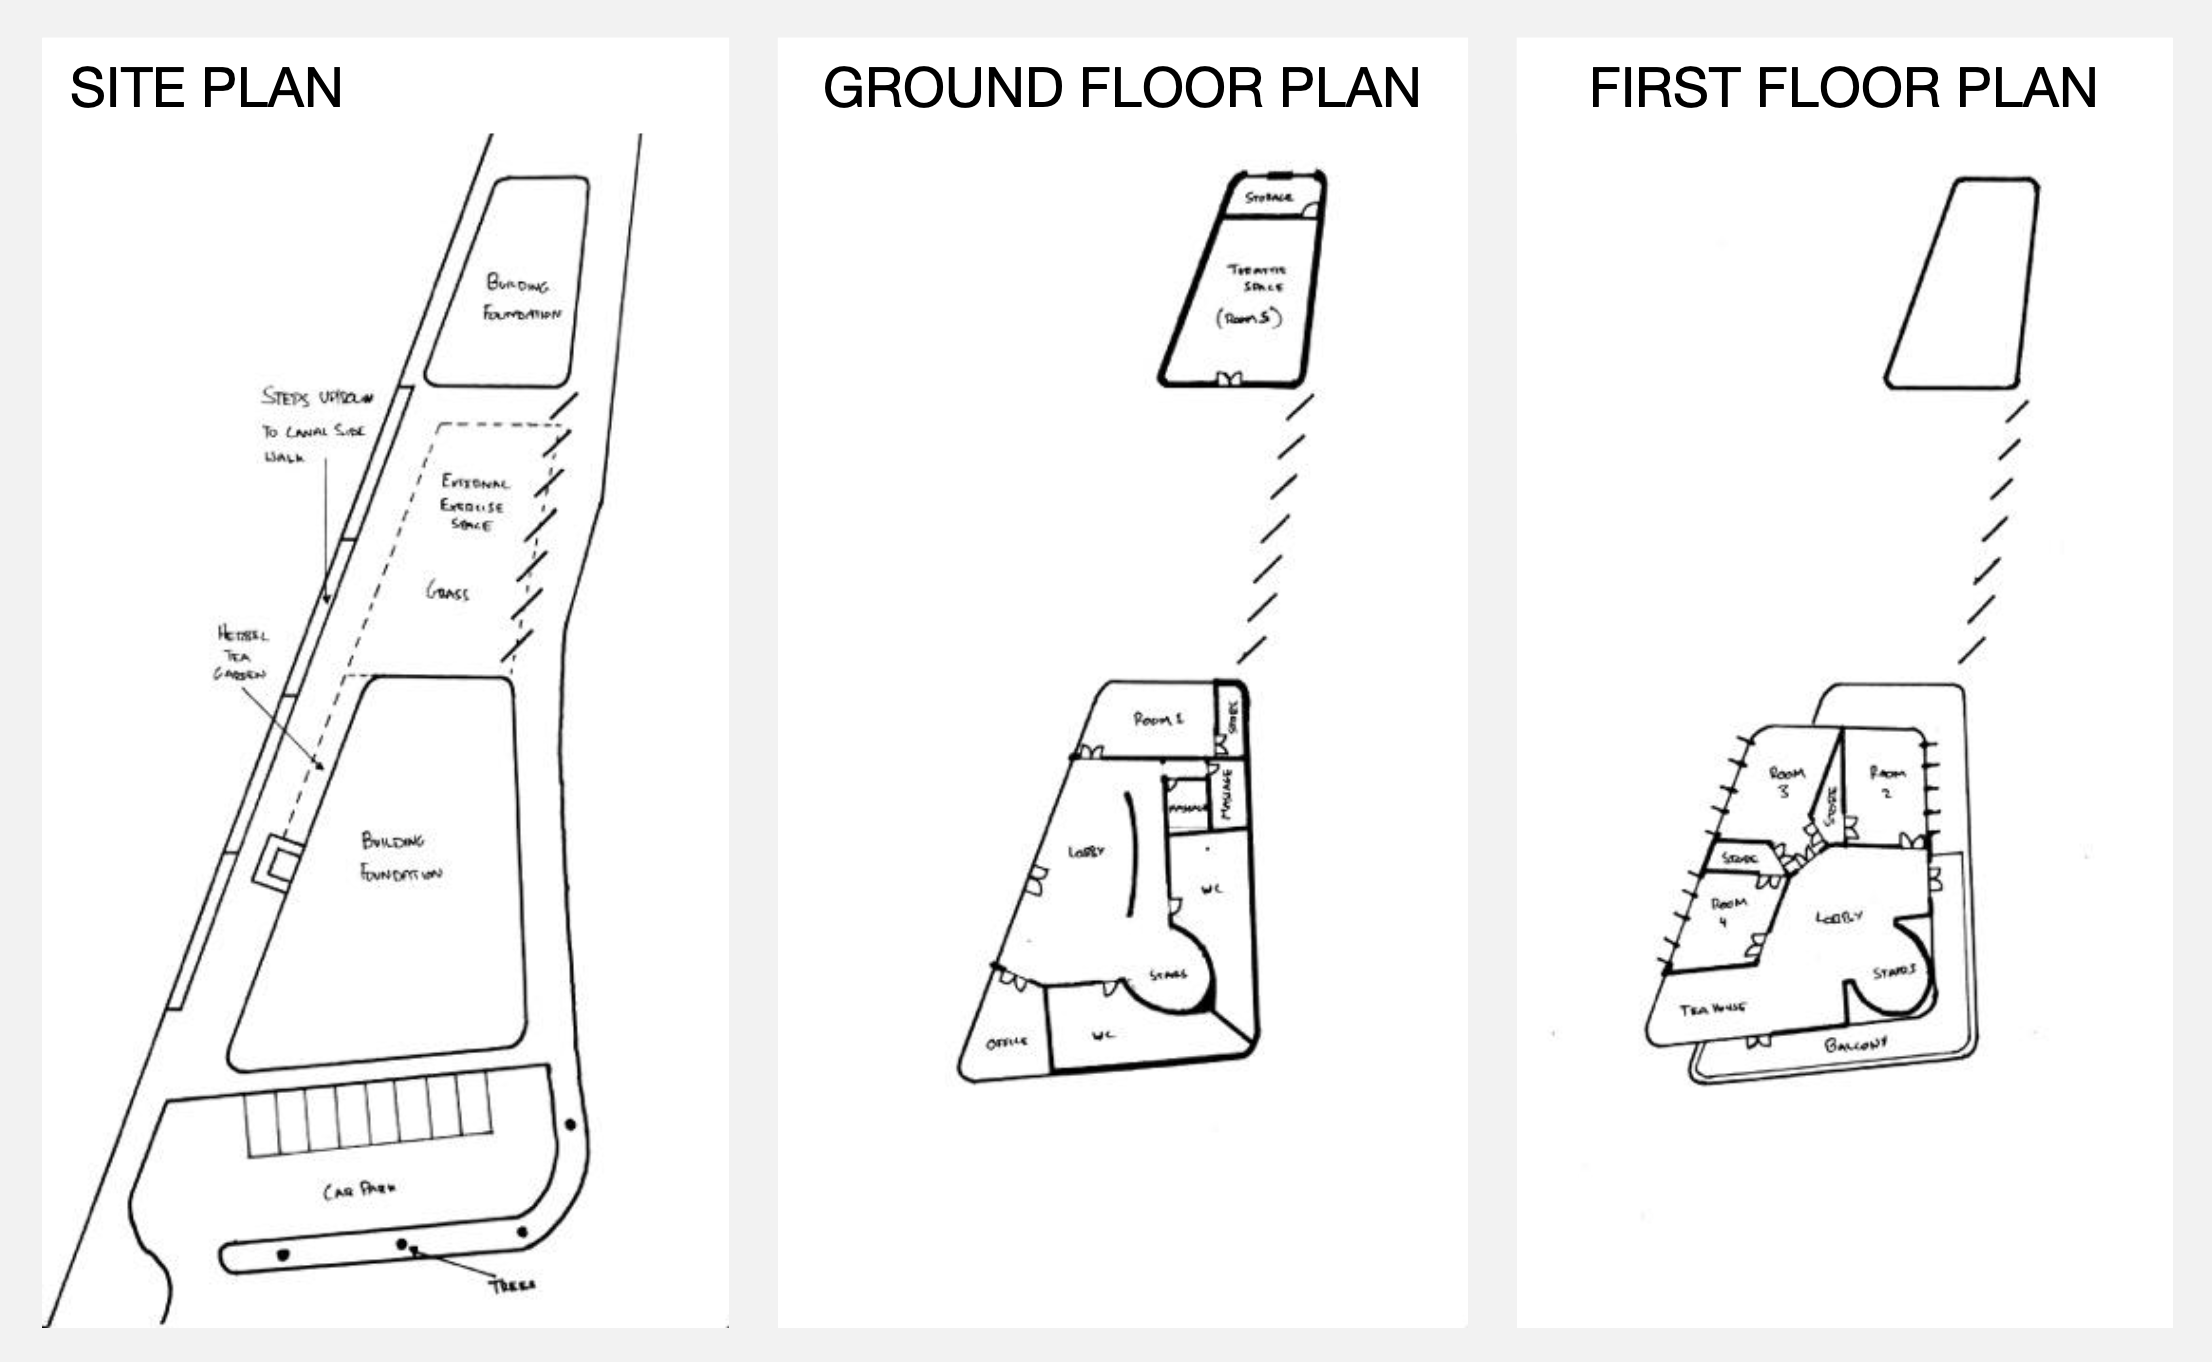 SITE PLAN
BUILDING
FOUNDATION
STEPS UP/DOWN
TO CANAL SIDE
WALK
EXTERNAL
EXERCISE
SPACE
GRASS
HERBEL
TEA
GARDEN
BUILDING
FOUNDATION
CAR PARK
TREES
GROUND FLOOR PLAN
STORAGE
THEATRE
SPACE
(ROOM 5)
ROOM 1
STORE
MASSAGE
MASSAGE
LOBBY
WC
STAIRS
OFFICE
WC
FIRST FLOOR PLAN
ROOM
3
ROOM
2
STORE
STORE
ROOM
4
LOBBY
STAIRS
TEA HOUSE
BALCONY